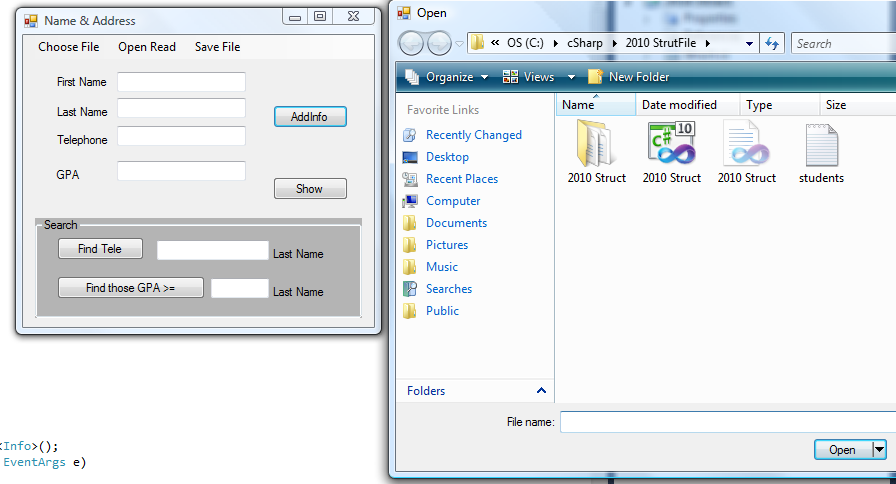 Name & Address
Choose File Open Read Save File
First Name
Last Name
AddInfo
Telephone
GPA
Show
Search
Find Tele Last Name
Find those GPA >= Last Name
<Info>();
EventArgs e)
Open
« OS (C:) cSharp 2010 StrutFile Search
Organize Views New Folder
Favorite Links
Recently Changed
Desktop
Recent Places
Computer
Documents
Pictures
Music
Searches
Public
Folders
Name Date modified Type Size
10
C#
2010 Struct 2010 Struct 2010 Struct students
File name:
Open